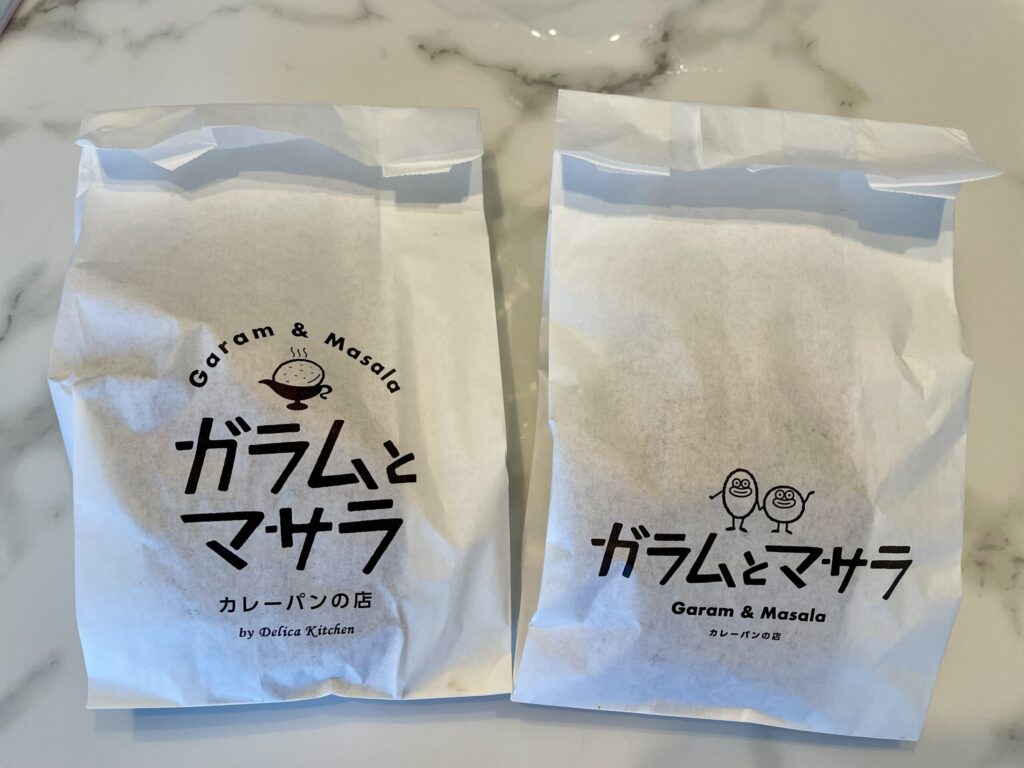 Garam & Masala
ガラムと
マサラ
カレーパンの店
by Delica Kitchen
ガラムとマサラ
Garam & Masala
カレーパンの店